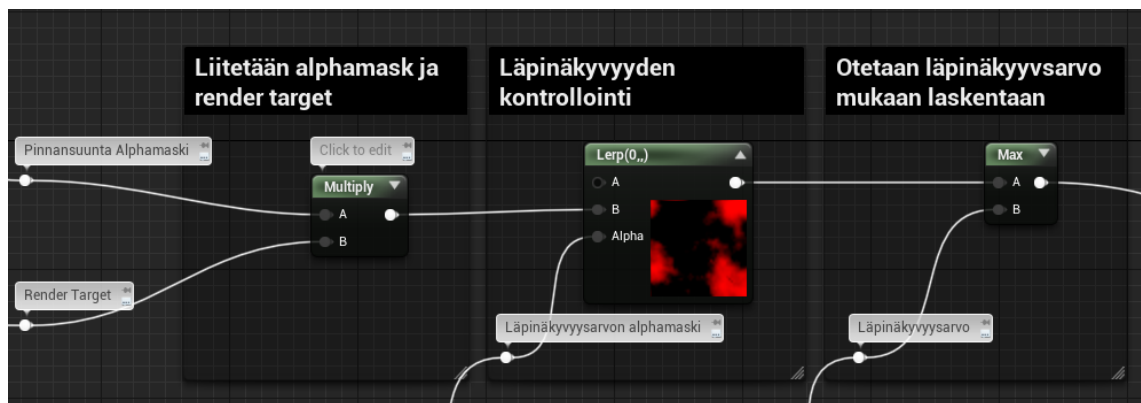 Liitetään alphamask ja
render target
Läpinäkyvyyden
kontrollointi
Otetaan läpinäkyyvsarvo
mukaan laskentaan
Pinnansuunta Alphamaski
Click to edit
Lerp(0,,)
Max
Multiply
A
B
A
B
Alpha
A
B
Render Target
Läpinäkyvyysarvon alphamaski
Läpinäkyvyysarvo